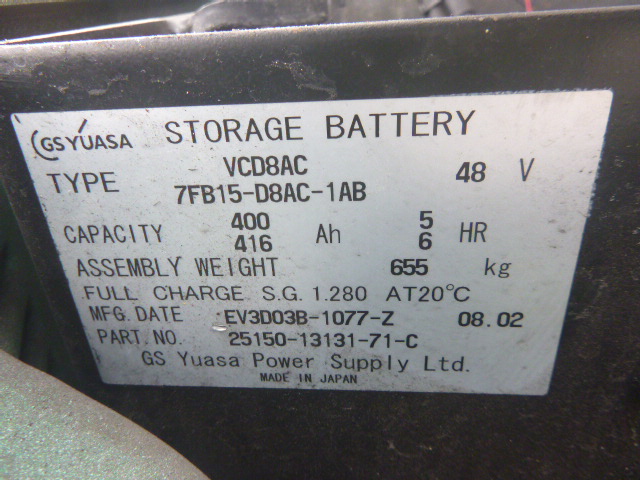 GS YUASA STORAGE BATTERY
TYPE VCD8AC 48 V
7FB15-D8AC-1AB
CAPACITY 400 Ah 5 HR
416 6
ASSEMBLY WEIGHT 655 kg
FULL CHARGE S.G. 1.280 AT20°C
MFG.DATE EV3D03B-1077-Z 08.02
PART.NO. 25150-13131-71-C
GS Yuasa Power Supply Ltd.
MADE IN JAPAN